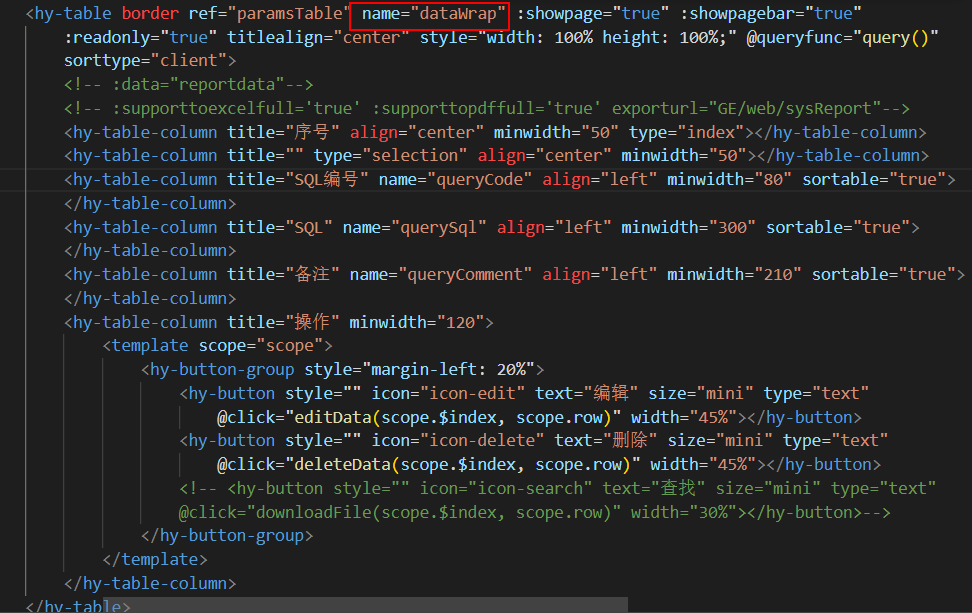 <hy-table border ref="paramsTable" name="dataWrap" :showpage="true" :showpagebar="true"
:readonly="true" titlealign="center" style="width: 100% height: 100%;" @queryfunc="query()"
sorttype="client">
<!-- :data="reportdata"-->
<!-- :supporttoexcelfull='true' :supporttopdffull='true' exporturl="GE/web/sysReport"-->
<hy-table-column title="序号" align="center" minwidth="50" type="index"></hy-table-column>
<hy-table-column title="" type="selection" align="center" minwidth="50"></hy-table-column>
<hy-table-column title="SQL编号" name="queryCode" align="left" minwidth="80" sortable="true">
</hy-table-column>
<hy-table-column title="SQL" name="querySql" align="left" minwidth="300" sortable="true">
</hy-table-column>
<hy-table-column title="备注" name="queryComment" align="left" minwidth="210" sortable="true">
</hy-table-column>
<hy-table-column title="操作" minwidth="120">
<template scope="scope">
<hy-button-group style="margin-left: 20%">
<hy-button style="" icon="icon-edit" text="编辑" size="mini" type="text"
@click="editData(scope.$index, scope.row)" width="45%"></hy-button>
<hy-button style="" icon="icon-delete" text="删除" size="mini" type="text"
@click="deleteData(scope.$index, scope.row)" width="45%"></hy-button>
<!-- <hy-button style="" icon="icon-search" text="查找" size="mini" type="text"
@click="downloadFile(scope.$index, scope.row)" width="30%"></hy-button>-->
</hy-button-group>
</template>
</hy-table-column>
</hy-table>